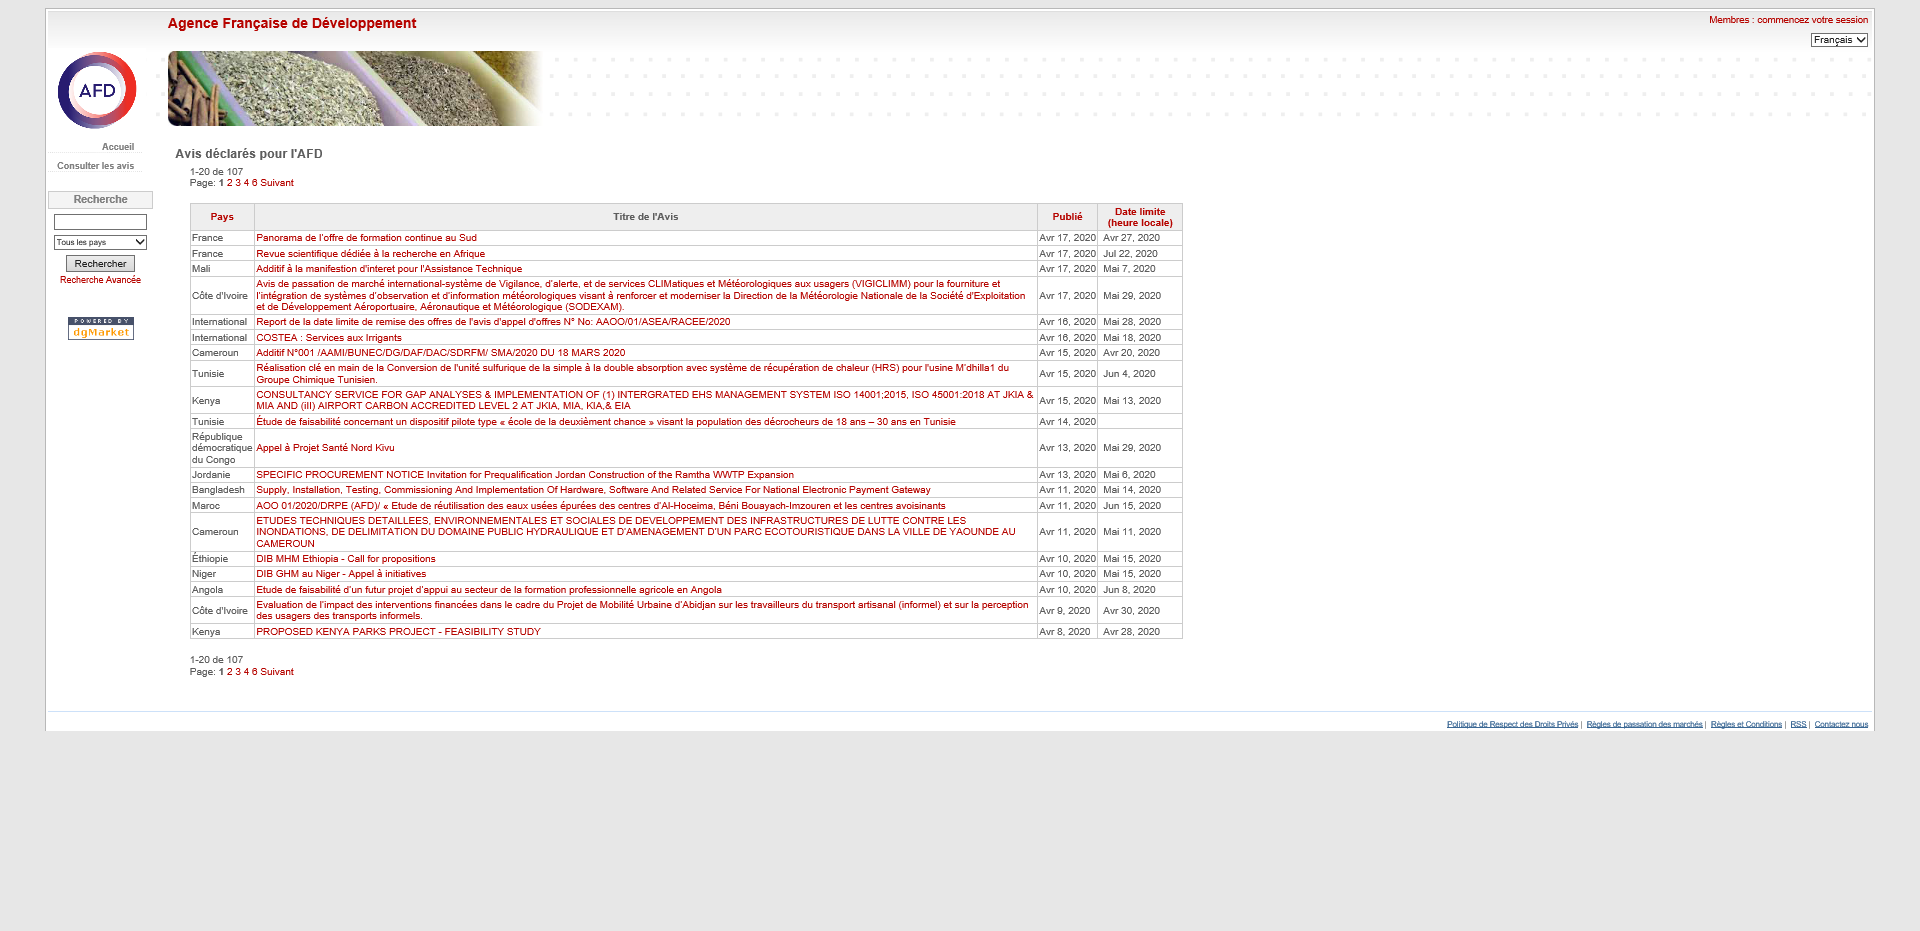 Agence Française de Développement
Membres : commencez votre session
Français
AFD
Accueil
Consulter les avis
Recherche
Tous les pays
Rechercher
Recherche Avancée
POWERED BY
dgMarket
Avis déclarés pour l'AFD
1-20 de 107
Page: 1 2 3 4 6 Suivant
Pays Titre de l'Avis Publié Date limite
(heure locale)
France Panorama de l'offre de formation continue au Sud Avr 17, 2020 Avr 27, 2020
France Revue scientifique dédiée à la recherche en Afrique Avr 17, 2020 Jul 22, 2020
Mali Additif à la manifestion d'interet pour l'Assistance Technique Avr 17, 2020 Mai 7, 2020
Avis de passation de marché international-système de Vigilance, d'alerte, et de services CLIMatiques et Météorologiques aux usagers (VIGICLIMM) pour la fourniture et
Côte d'Ivoire l'intégration de systèmes d'observation et d'information météorologiques visant à renforcer et moderniser la Direction de la Météorologie Nationale de la Société d'Exploitation Avr 17, 2020 Mai 29, 2020
et de Développement Aéroportuaire, Aéronautique et Météorologique (SODEXAM).
International Report de la date limite de remise des offres de l'avis d'appel d'offres N° No: AAOO/01/ASEA/RACEE/2020 Avr 16, 2020 Mai 28, 2020
International COSTEA : Services aux Irrigants Avr 16, 2020 Mai 18, 2020
Cameroun Additif N°001 /AAMI/BUNEC/DG/DAF/DAC/SDRFM/ SMA/2020 DU 18 MARS 2020 Avr 15, 2020 Avr 20, 2020
Tunisie Réalisation clé en main de la Conversion de l'unité sulfurique de la simple à la double absorption avec système de récupération de chaleur (HRS) pour l'usine M'dhilla1 du Avr 15, 2020 Jun 4, 2020
Groupe Chimique Tunisien.
Kenya CONSULTANCY SERVICE FOR GAP ANALYSES & IMPLEMENTATION OF (1) INTERGRATED EHS MANAGEMENT SYSTEM ISO 14001;2015, ISO 45001:2018 AT JKIA & Avr 15, 2020 Mai 13, 2020
MIA AND (iII) AIRPORT CARBON ACCREDITED LEVEL 2 AT JKIA, MIA, KIA,& EIA
Tunisie Étude de faisabilité concernant un dispositif pilote type « école de la deuxièment chance » visant la population des décrocheurs de 18 ans – 30 ans en Tunisie Avr 14, 2020
République
démocratique Appel à Projet Santé Nord Kivu Avr 13, 2020 Mai 29, 2020
du Congo
Jordanie SPECIFIC PROCUREMENT NOTICE Invitation for Prequalification Jordan Construction of the Ramtha WWTP Expansion Avr 13, 2020 Mai 6, 2020
Bangladesh Supply, Installation, Testing, Commissioning And Implementation Of Hardware, Software And Related Service For National Electronic Payment Gateway Avr 11, 2020 Mai 14, 2020
Maroc AOO 01/2020/DRPE (AFD)/ « Etude de réutilisation des eaux usées épurées des centres d'Al-Hoceima, Béni Bouayach-Imzouren et les centres avoisinants Avr 11, 2020 Jun 15, 2020
ETUDES TECHNIQUES DETAILLEES, ENVIRONNEMENTALES ET SOCIALES DE DEVELOPPEMENT DES INFRASTRUCTURES DE LUTTE CONTRE LES
Cameroun INONDATIONS, DE DELIMITATION DU DOMAINE PUBLIC HYDRAULIQUE ET D'AMENAGEMENT D'UN PARC ECOTOURISTIQUE DANS LA VILLE DE YAOUNDE AU Avr 11, 2020 Mai 11, 2020
CAMEROUN
Éthiopie DIB MHM Ethiopia - Call for propositions Avr 10, 2020 Mai 15, 2020
Niger DIB GHM au Niger - Appel à initiatives Avr 10, 2020 Mai 15, 2020
Angola Etude de faisabilité d'un futur projet d'appui au secteur de la formation professionnelle agricole en Angola Avr 10, 2020 Jun 8, 2020
Côte d'Ivoire Evaluation de l'impact des interventions financées dans le cadre du Projet de Mobilité Urbaine d'Abidjan sur les travailleurs du transport artisanal (informel) et sur la perception Avr 9, 2020 Avr 30, 2020
des usagers des transports informels.
Kenya PROPOSED KENYA PARKS PROJECT - FEASIBILITY STUDY Avr 8, 2020 Avr 28, 2020
1-20 de 107
Page: 1 2 3 4 6 Suivant
Politique de Respect des Droits Privés | Règles de passation des marchés | Règles et Conditions | RSS | Contactez nous